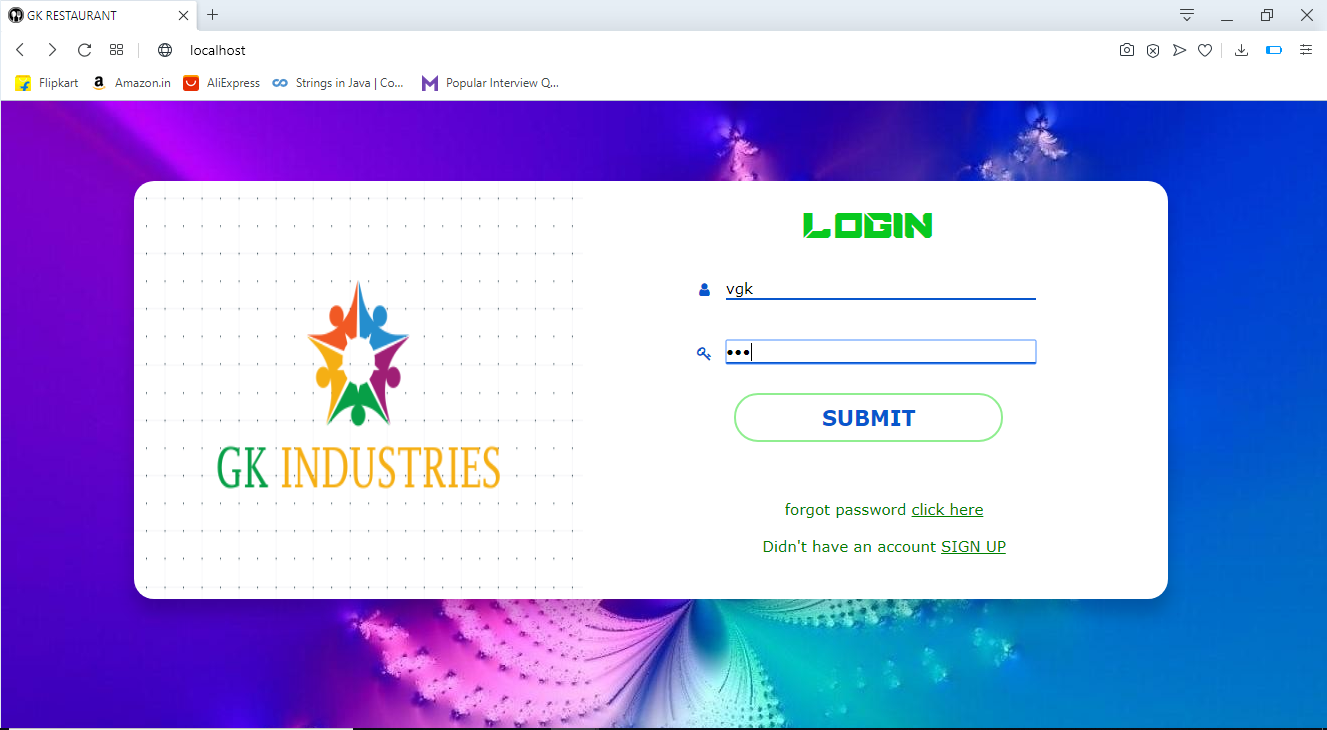 GK RESTAURANT
localhost
Flipkart Amazon.in AliExpress Strings in Java | Co... Popular Interview Q...
LOGIN
vgk
•••
SUBMIT
GK INDUSTRIES
forgot password click here
Didn't have an account SIGN UP